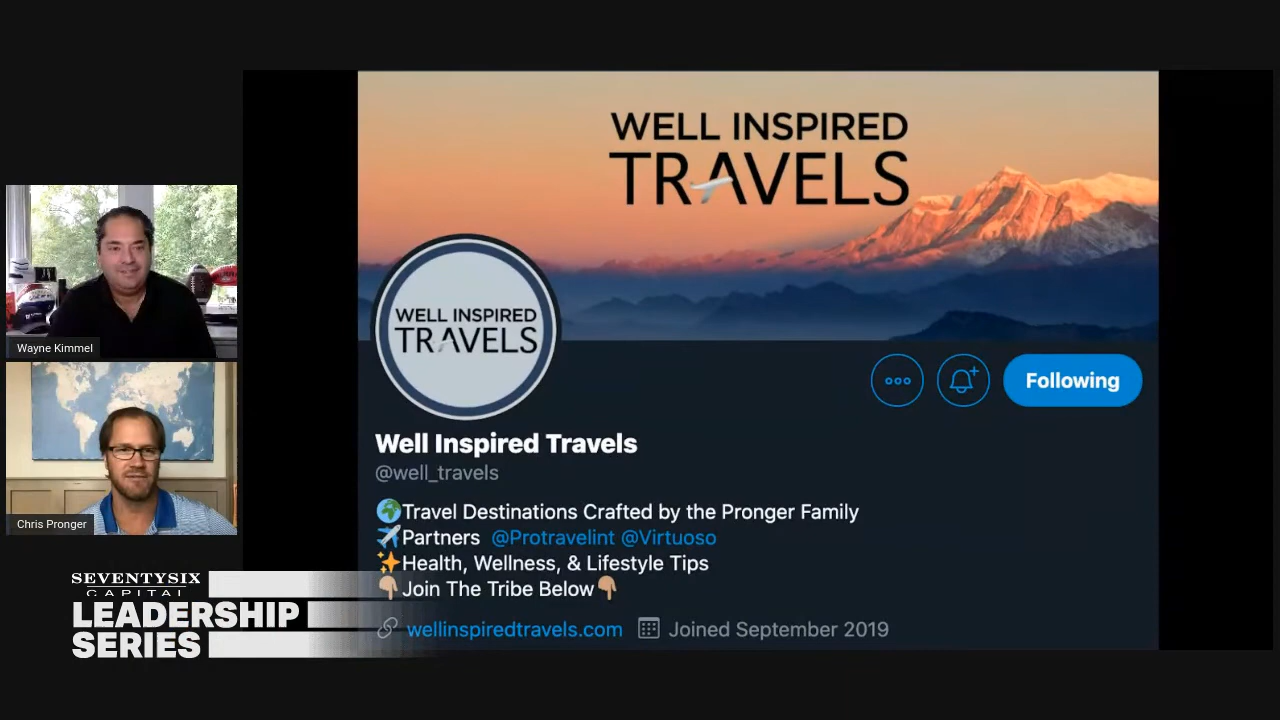 WELL INSPIRED
TRAVELS
WELL INSPIRED
TRAVELS
Following
Well Inspired Travels
@well_travels
🌍Travel Destinations Crafted by the Pronger Family
✈️Partners @Protravelint @Virtuoso
✨Health, Wellness, & Lifestyle Tips
👇🏼Join The Tribe Below👇🏼
wellinspiredtravels.com Joined September 2019
Wayne Kimmel
Chris Pronger
SEVENTYSIX
CAPITAL
LEADERSHIP
SERIES